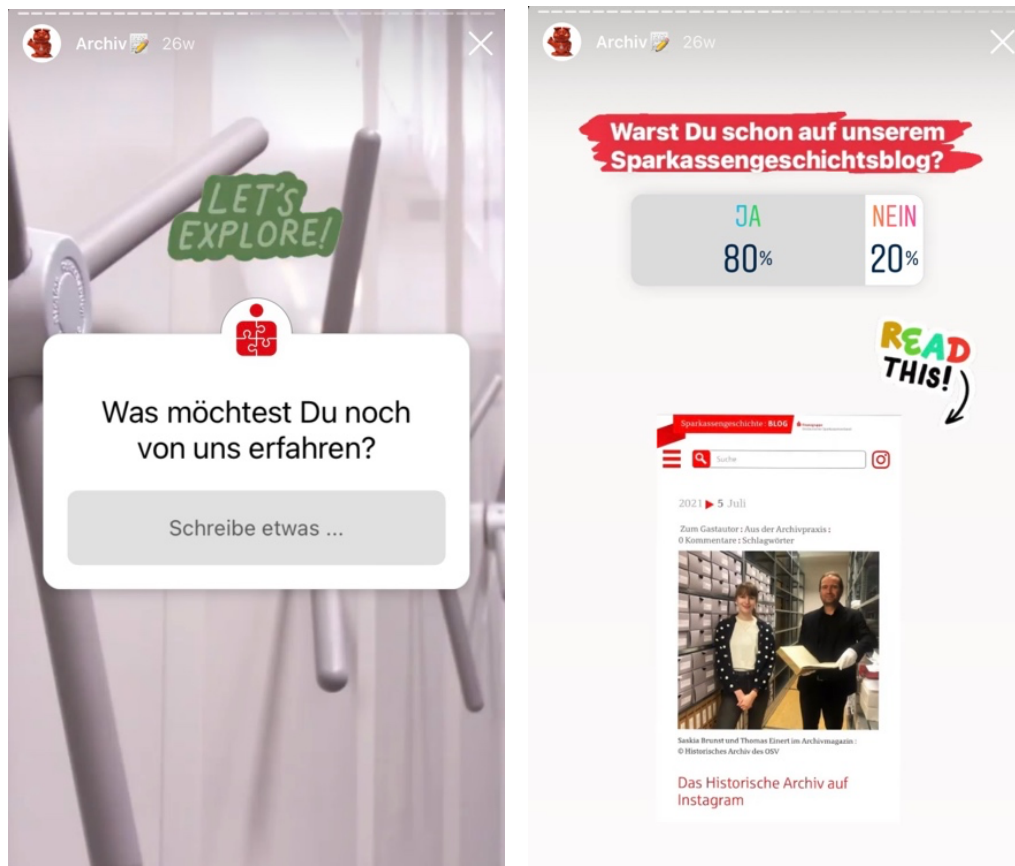 Archiv 26w
LET'S
EXPLORE!
Was möchtest Du noch
von uns erfahren?
Schreibe etwas ...
Archiv 26w
Warst Du schon auf unserem
Sparkassengeschichtsblog?
JA NEIN
80% 20%
READ
THIS!
Sparkassengeschichte BLOG
Suche
2021 ▶ 5 Juli
Zum Gastautor : Aus der Archivpraxis :
0 Kommentare : Schlagwörter
Saskia Brunst und Thomas Einert im Archivmagazin :
© Historisches Archiv des OSV
Das Historische Archiv auf
Instagram